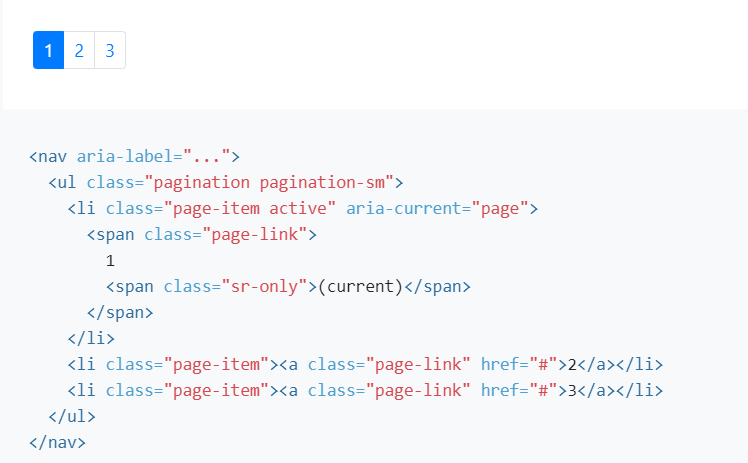 1 2 3
<nav aria-label="...">
  <ul class="pagination pagination-sm">
    <li class="page-item active" aria-current="page">
      <span class="page-link">
        1
        <span class="sr-only">(current)</span>
      </span>
    </li>
    <li class="page-item"><a class="page-link" href="#">2</a></li>
    <li class="page-item"><a class="page-link" href="#">3</a></li>
  </ul>
</nav>